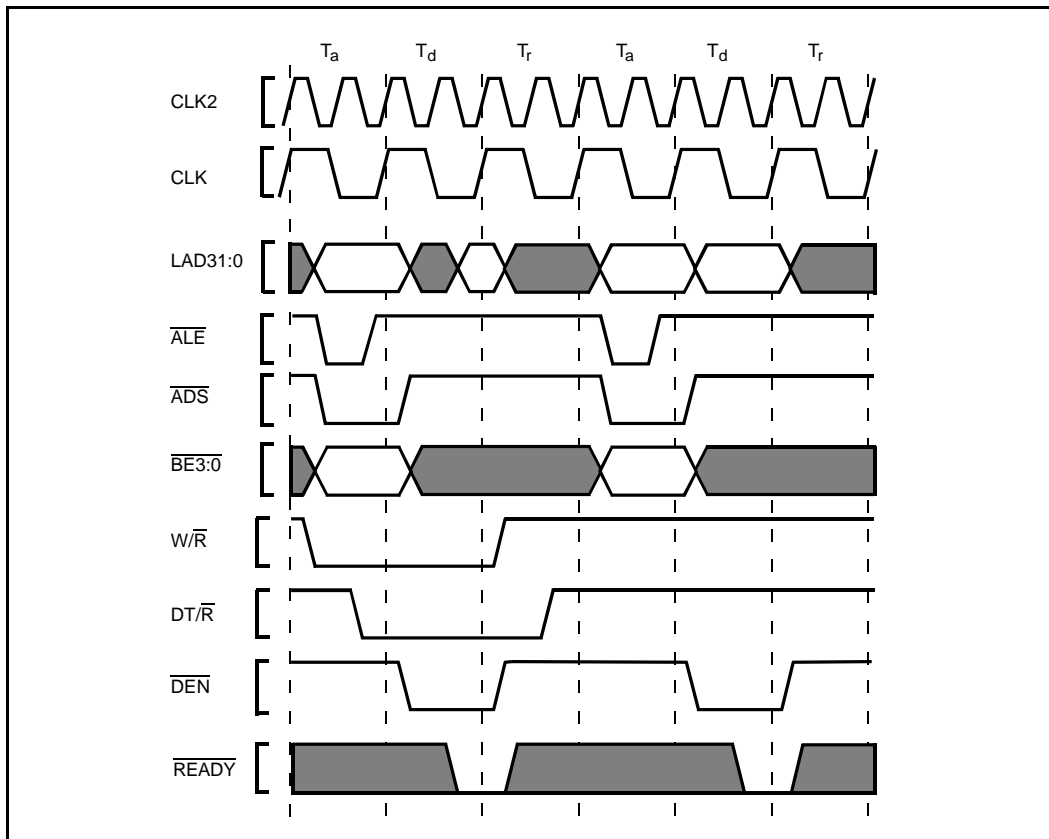 Ta Td Tr Ta Td Tr
CLK2
CLK
LAD31:0
ALE
ADS
BE3:0
W/R
DT/R
DEN
READY